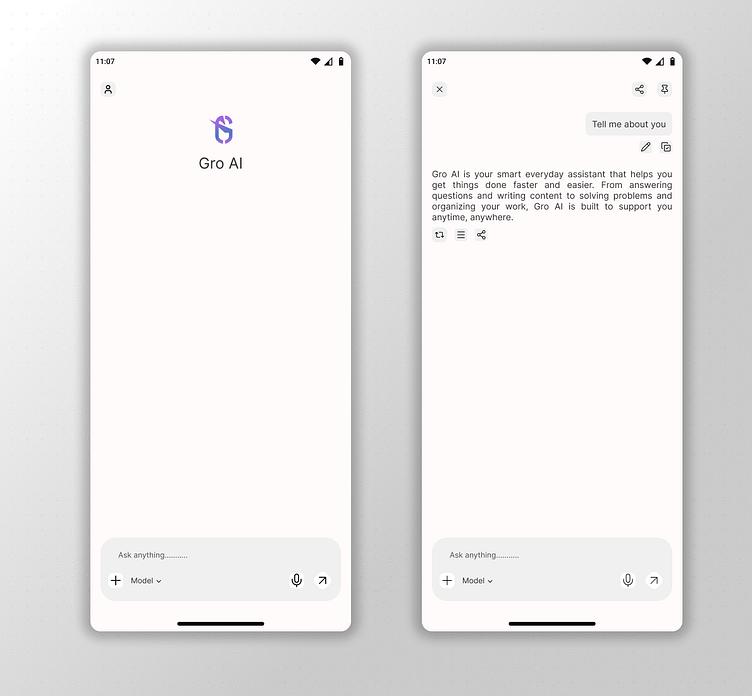 11:07
Gro AI
Ask anything...........
Model
11:07
Tell me about you
Gro AI is your smart everyday assistant that helps you
get things done faster and easier. From answering
questions and writing content to solving problems and
organizing your work, Gro AI is built to support you
anytime, anywhere.
Ask anything...........
Model